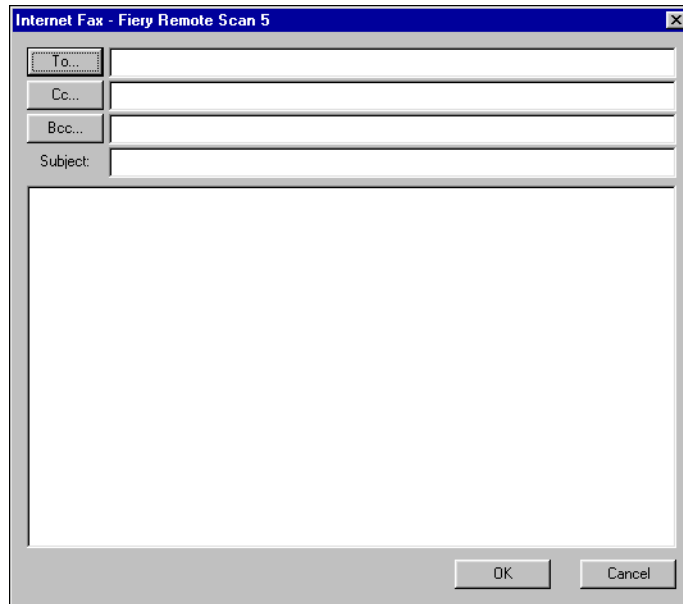 Internet Fax - Fiery Remote Scan 5
To...
Cc...
Bcc...
Subject:
OK Cancel